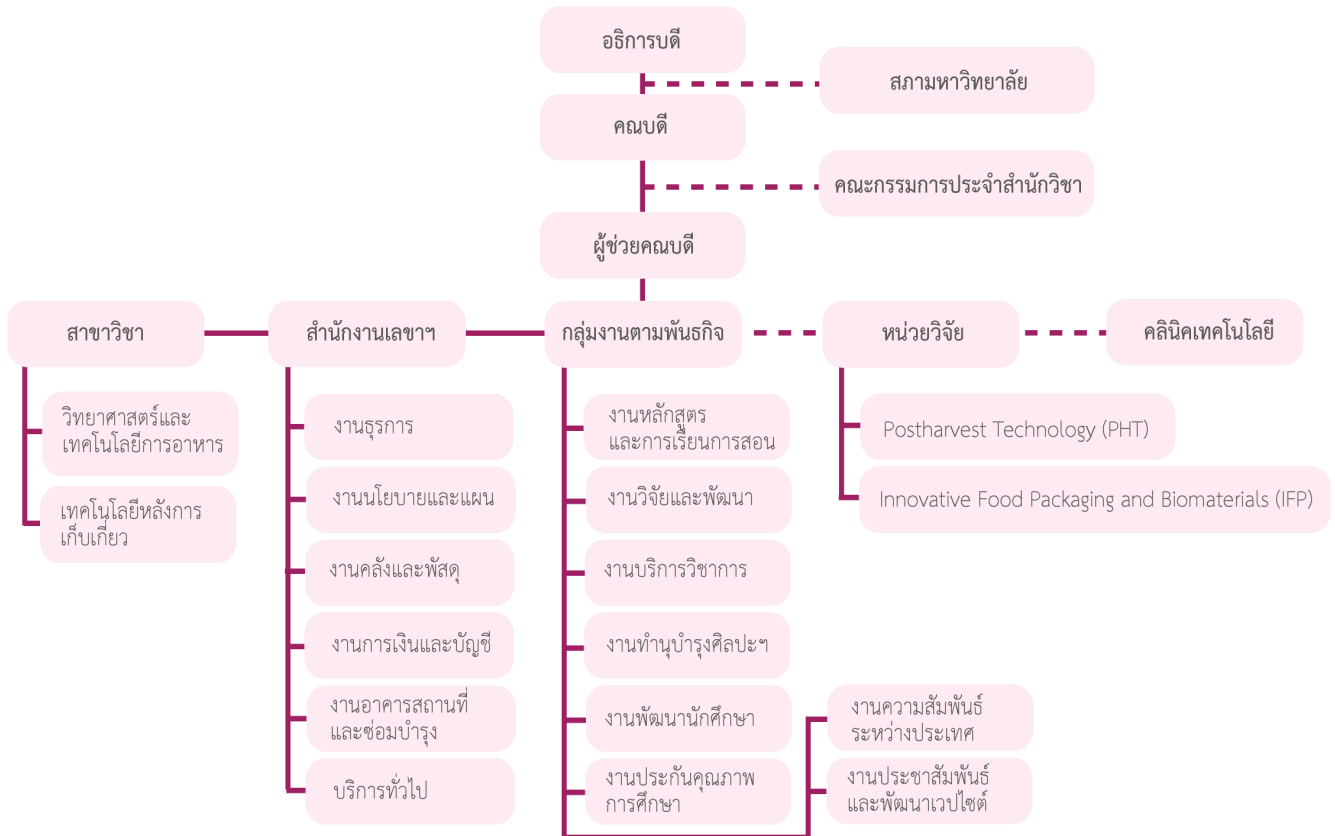 อธิการบดี
สภามหาวิทยาลัย
คณบดี
คณะกรรมการประจำสำนักวิชา
ผู้ช่วยคณบดี
สาขาวิชา
สำนักงานเลขาฯ
กลุ่มงานตามพันธกิจ
หน่วยวิจัย
คลินิคเทคโนโลยี
วิทยาศาสตร์และ
เทคโนโลยีการอาหาร
เทคโนโลยีหลังการ
เก็บเกี่ยว
งานธุรการ
งานนโยบายและแผน
งานคลังและพัสดุ
งานการเงินและบัญชี
งานอาคารสถานที่
และซ่อมบำรุง
บริการทั่วไป
งานหลักสูตร
และการเรียนการสอน
งานวิจัยและพัฒนา
งานบริการวิชาการ
งานทำนุบำรุงศิลปะฯ
งานพัฒนานักศึกษา
งานประกันคุณภาพ
การศึกษา
งานความสัมพันธ์
ระหว่างประเทศ
งานประชาสัมพันธ์
และพัฒนาเวปไซต์
Postharvest Technology (PHT)
Innovative Food Packaging and Biomaterials (IFP)